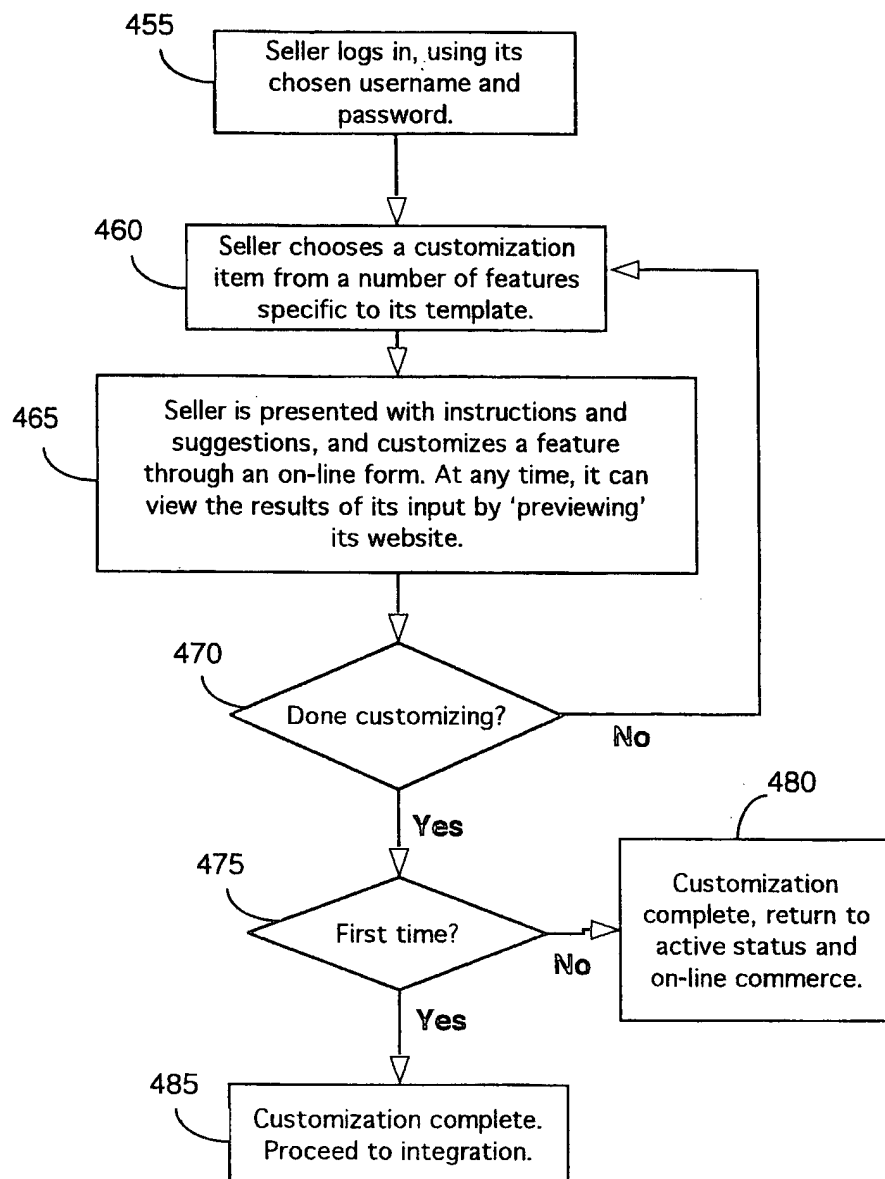 455
Seller logs in, using its
chosen username and
password.
460
Seller chooses a customization
item from a number of features
specific to its template.
465
Seller is presented with instructions and
suggestions, and customizes a feature
through an on-line form. At any time, it can
view the results of its input by 'previewing'
its website.
470
Done customizing?
No
Yes
480
475
First time?
No
Customization
complete, return to
active status and
on-line commerce.
Yes
485
Customization complete.
Proceed to integration.